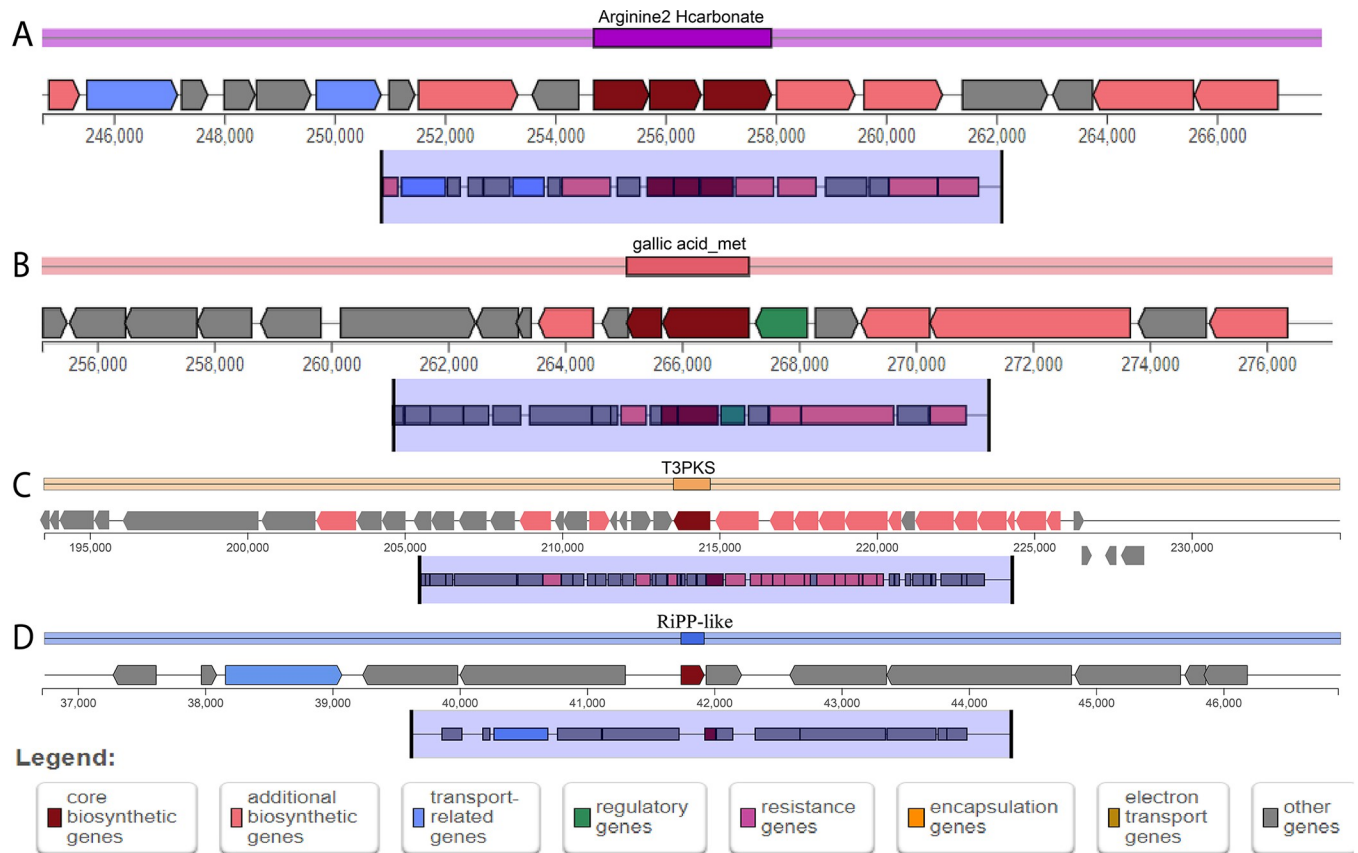 A
Arginine2 Hcarbonate
246,000 248,000 250,000 252,000 254,000 256,000 258,000 260,000 262,000 264,000 266,000
B
gallic acid_met
256,000 258,000 260,000 262,000 264,000 266,000 268,000 270,000 272,000 274,000 276,000
C
T3PKS
195,000 200,000 205,000 210,000 215,000 220,000 225,000 230,000
D
RiPP-like
37,000 38,000 39,000 40,000 41,000 42,000 43,000 44,000 45,000 46,000
Legend:
core
biosynthetic
genes
additional
biosynthetic
genes
transport-
related
genes
regulatory
genes
resistance
genes
encapsulation
genes
electron
transport
genes
other
genes